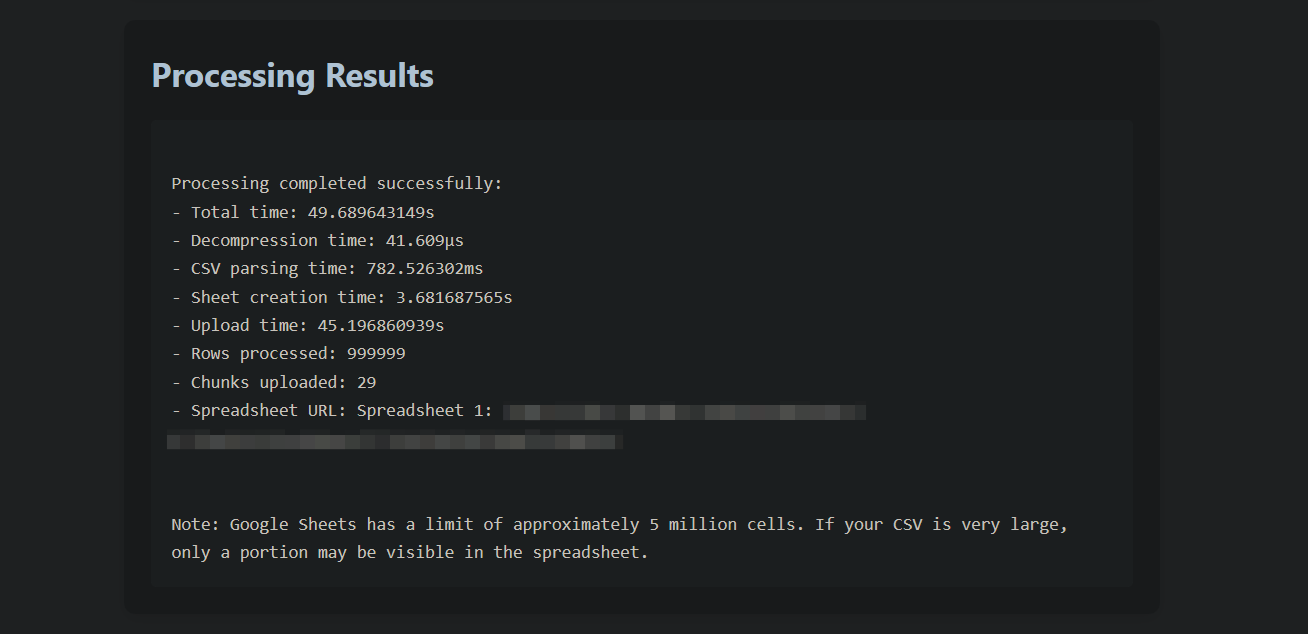 Processing Results
Processing completed successfully:
- Total time: 49.689643149s
- Decompression time: 41.609µs
- CSV parsing time: 782.526302ms
- Sheet creation time: 3.681687565s
- Upload time: 45.196860939s
- Rows processed: 999999
- Chunks uploaded: 29
- Spreadsheet URL: Spreadsheet 1:
Note: Google Sheets has a limit of approximately 5 million cells. If your CSV is very large,
only a portion may be visible in the spreadsheet.